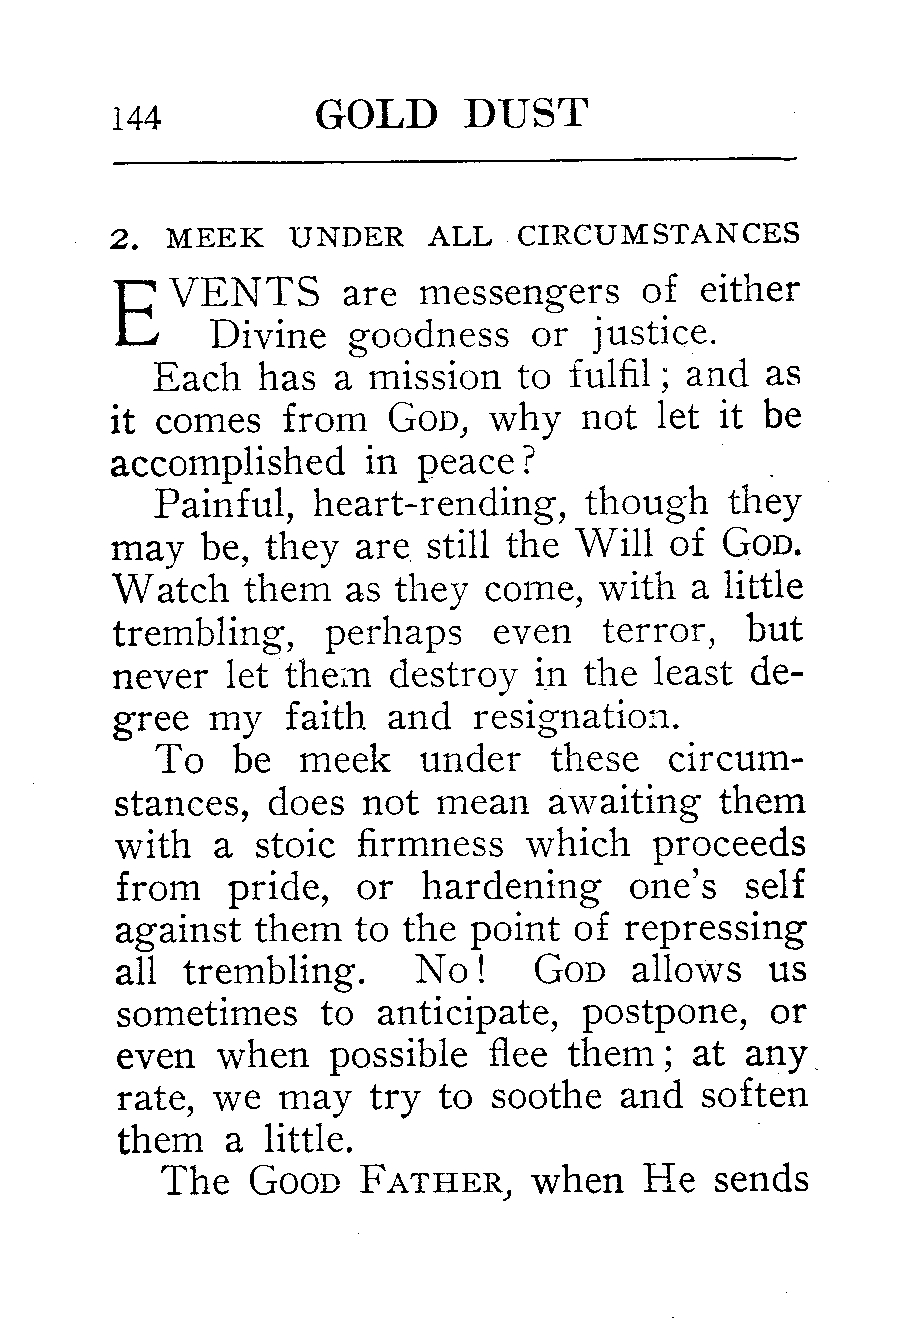 144 GOLD DUST
2. MEEK UNDER ALL CIRCUMSTANCES
EVENTS are messengers of either
Divine goodness or justice.
Each has a mission to fulfil; and as
it comes from GOD, why not let it be
accomplished in peace?
Painful, heart-rending, though they
may be, they are still the Will of GOD.
Watch them as they come, with a little
trembling, perhaps even terror, but
never let them destroy in the least de-
gree my faith and resignation.
To be meek under these circum-
stances, does not mean awaiting them
with a stoic firmness which proceeds
from pride, or hardening one's self
against them to the point of repressing
all trembling. No! GOD allows us
sometimes to anticipate, postpone, or
even when possible flee them; at any
rate, we may try to soothe and soften
them a little.
The GOOD FATHER, when He sends